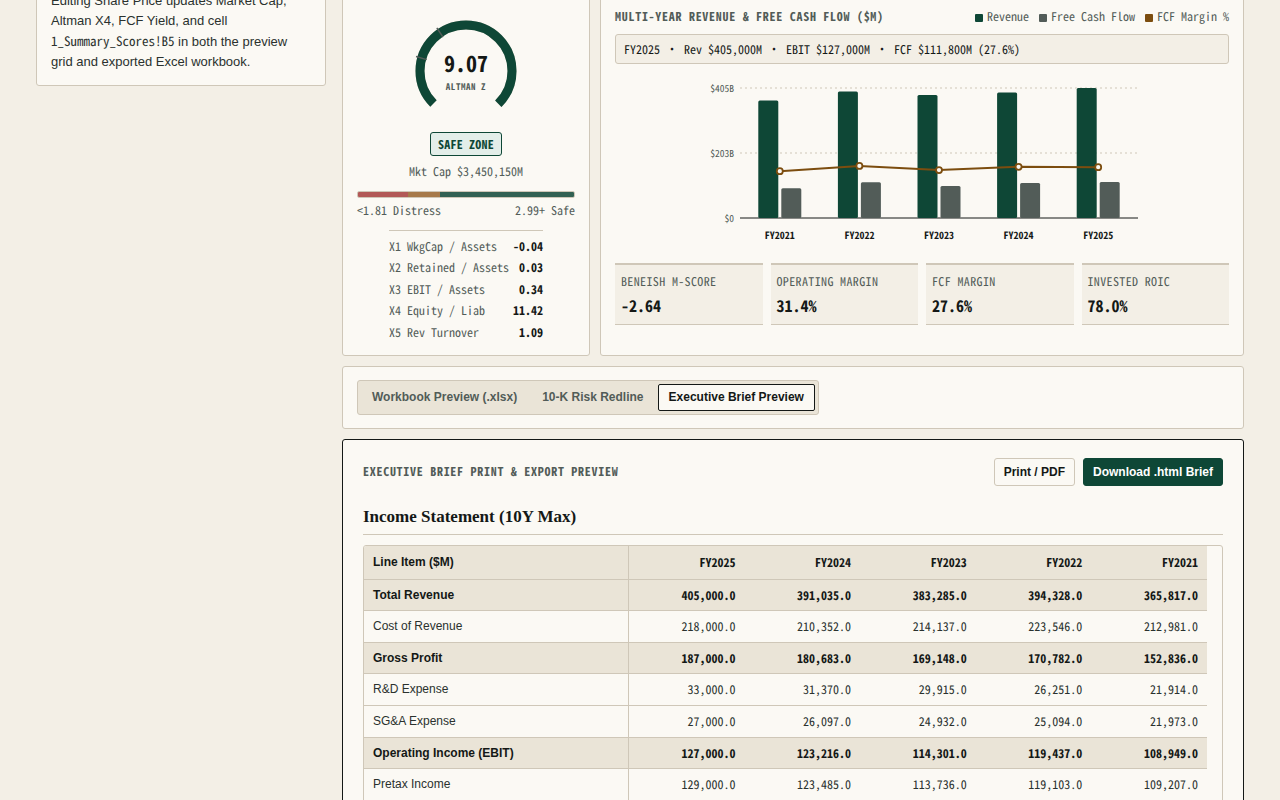 Editing Share Price updates Market Cap,
Altman X4, FCF Yield, and cell
1_Summary_Scores!B5 in both the preview
grid and exported Excel workbook.
9.07
ALTMAN Z
SAFE ZONE
Mkt Cap $3,450,150M
<1.81 Distress 2.99+ Safe
X1 WkgCap / Assets -0.04
X2 Retained / Assets 0.03
X3 EBIT / Assets 0.34
X4 Equity / Liab 11.42
X5 Rev Turnover 1.09
MULTI-YEAR REVENUE & FREE CASH FLOW ($M)
Revenue Free Cash Flow FCF Margin %
FY2025 • Rev $405,000M • EBIT $127,000M • FCF $111,800M (27.6%)
$405B
$203B
$0
FY2021 FY2022 FY2023 FY2024 FY2025
BENEISH M-SCORE OPERATING MARGIN FCF MARGIN INVESTED ROIC
-2.64 31.4% 27.6% 78.0%
Workbook Preview (.xlsx) 10-K Risk Redline Executive Brief Preview
EXECUTIVE BRIEF PRINT & EXPORT PREVIEW Print / PDF Download .html Brief
Income Statement (10Y Max)
Line Item ($M) FY2025 FY2024 FY2023 FY2022 FY2021
Total Revenue 405,000.0 391,035.0 383,285.0 394,328.0 365,817.0
Cost of Revenue 218,000.0 210,352.0 214,137.0 223,546.0 212,981.0
Gross Profit 187,000.0 180,683.0 169,148.0 170,782.0 152,836.0
R&D Expense 33,000.0 31,370.0 29,915.0 26,251.0 21,914.0
SG&A Expense 27,000.0 26,097.0 24,932.0 25,094.0 21,973.0
Operating Income (EBIT) 127,000.0 123,216.0 114,301.0 119,437.0 108,949.0
Pretax Income 129,000.0 123,485.0 113,736.0 119,103.0 109,207.0